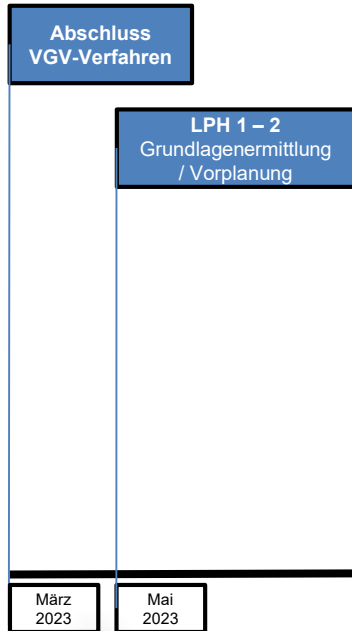 Abschluss
VGV-Verfahren
LPH 1 – 2
Grundlagenermittlung
/ Vorplanung
März
2023
Mai
2023